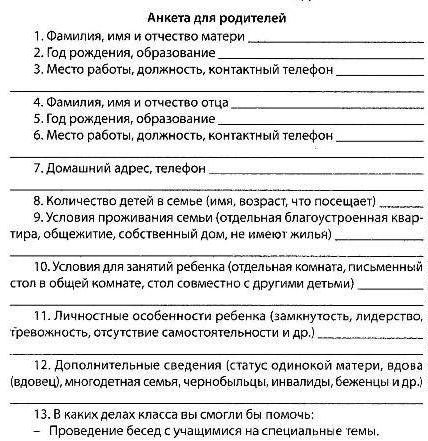 Анкета для родителей
1. Фамилия, имя и отчество матери
2. Год рождения, образование
3. Место работы, должность, контактный телефон
4. Фамилия, имя и отчество отца
5. Год рождения, образование
6. Место работы, должность, контактный телефон
7. Домашний адрес, телефон
8. Количество детей в семье (имя, возраст, что посещает)
9. Условия проживания семьи (отдельная благоустроенная квар-
тира, общежитие, собственный дом, не имеют жилья)
10. Условия для занятий ребенка (отдельная комната, письменный
стол в общей комнате, стол совместно с другими детьми)
11. Личностные особенности ребенка (замкнутость, лидерство,
тревожность, отсутствие самостоятельности и др.)
12. Дополнительные сведения (статус одинокой матери, вдова
(вдовец), многодетная семья, чернобыльцы, инвалиды, беженцы и др.)
13. В каких делах класса вы смогли бы помочь:
– Проведение бесед с учащимися на специальные темы.